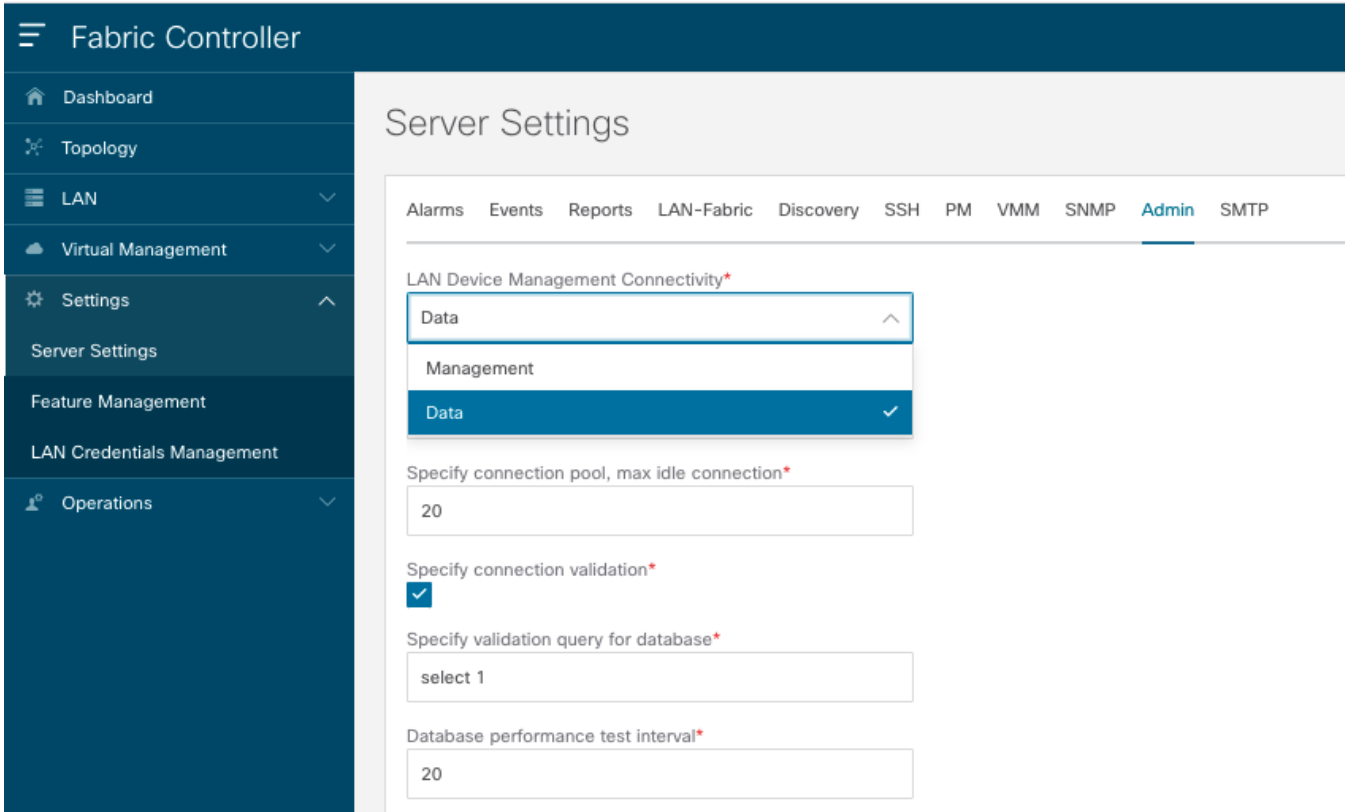 Fabric Controller
Dashboard
Topology
LAN
Virtual Management
Settings
Server Settings
Feature Management
LAN Credentials Management
Operations
Server Settings
Alarms Events Reports LAN-Fabric Discovery SSH PM VMM SNMP Admin SMTP
LAN Device Management Connectivity*
Data
Management
Data
Specify connection pool, max idle connection*
20
Specify connection validation*
Specify validation query for database*
select 1
Database performance test interval*
20